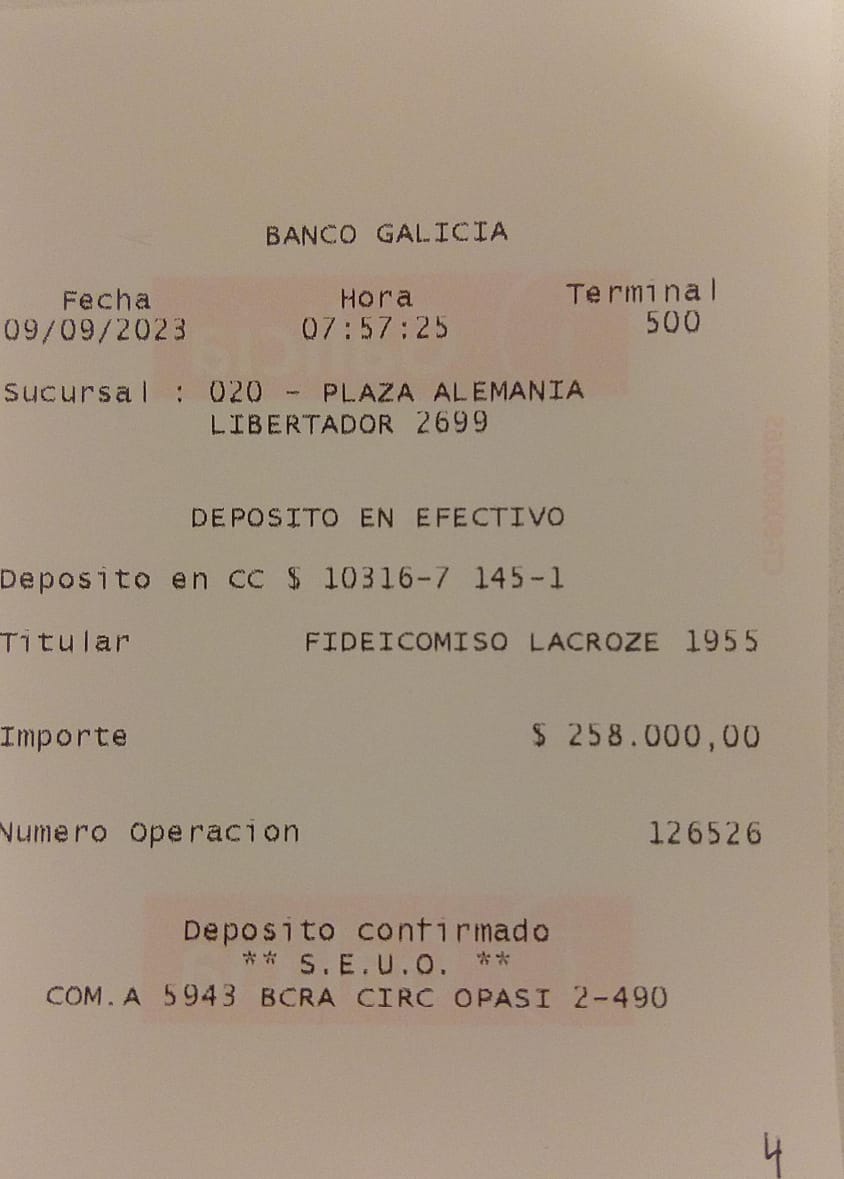 BANCO GALICIA
Fecha Hora Terminal
09/09/2023 07:57:25 500
Sucursal : 020 - PLAZA ALEMANIA
LIBERTADOR 2699
DEPOSITO EN EFECTIVO
Deposito en CC $ 10316-7 145-1
Titular FIDEICOMISO LACROZE 1955
Importe $ 258.000,00
Numero Operacion 126526
Deposito confirmado
** S.E.U.O. **
COM.A 5943 BCRA CIRC OPASI 2-490
4